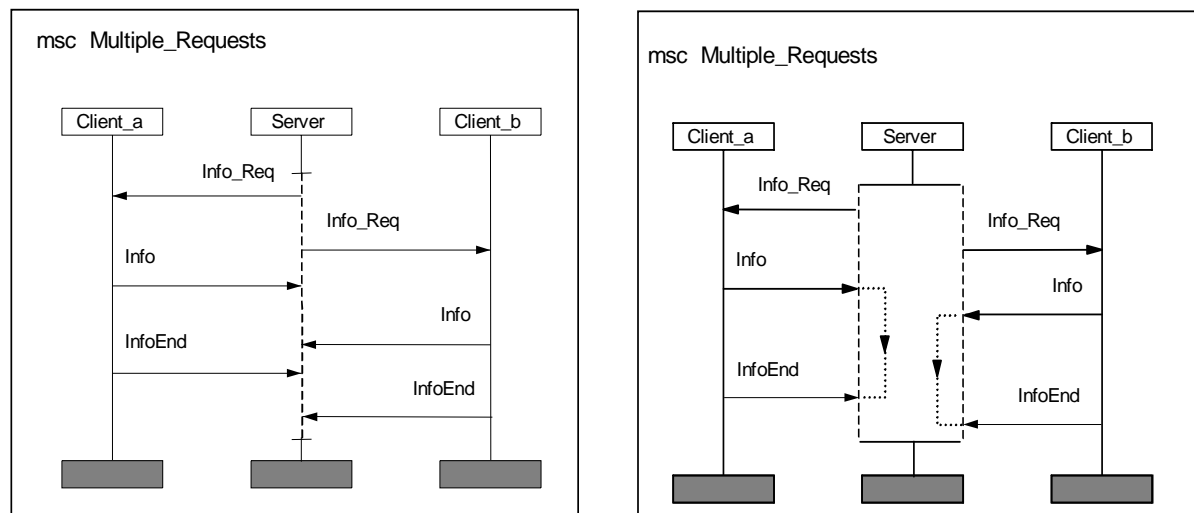 msc Multiple_Requests
Client_a Server Client_b
Info_Req
Info_Req
Info
Info
InfoEnd
InfoEnd
msc Multiple_Requests
Client_a Server Client_b
Info_Req
Info_Req
Info
Info
InfoEnd
InfoEnd